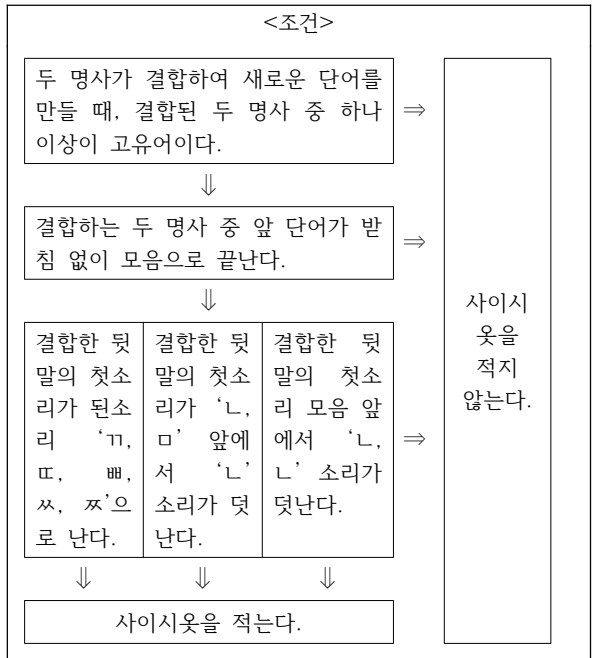 <조건>
두 명사가 결합하여 새로운 단어를
만들 때, 결합된 두 명사 중 하나
이상이 고유어이다.
⇒
⇓
결합하는 두 명사 중 앞 단어가 받
침 없이 모음으로 끝난다.
⇒
⇓
결합한 뒷
말의 첫소
리가 된소
리 ‘ㄲ,
ㄸ, ㅃ,
ㅆ, ㅉ’으
로 난다.
결합한 뒷
말의 첫소
리가 ‘ㄴ,
ㅁ’ 앞에
서 ‘ㄴ’
소리가 덧
난다.
결합한 뒷
말의 첫소
리 모음 앞
에서 ‘ㄴ,
ㄴ’ 소리가
덧난다.
⇒
⇓ ⇓ ⇓
사이시옷을 적는다.
사이시
옷을
적지
않는다.